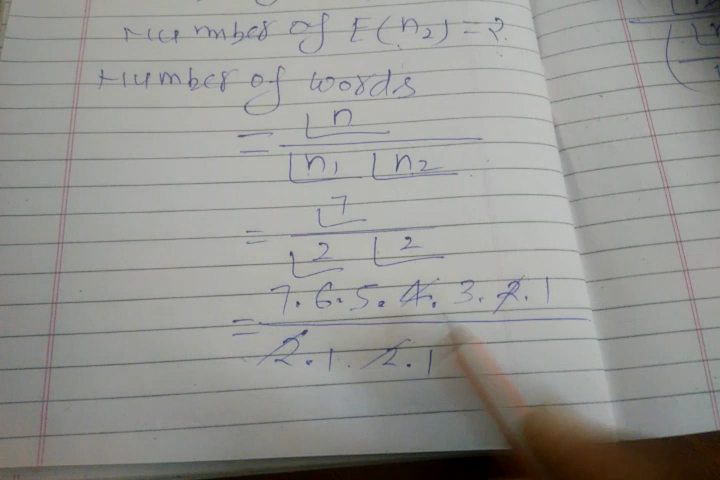 Number of E(n2) = 2
Number of words
= ⌊n
⌊n1 ⌊n2
= ⌊7
⌊2 ⌊2
= 7.6.5.4.3.2.1
2.1.2.1